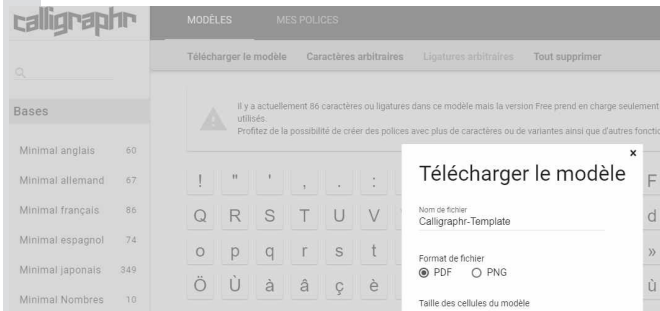 calligraphr
MODÈLES MES POLICES
Télécharger le modèle Caractères arbitraires Ligatures arbitraires Tout supprimer
Bases
Il y a actuellement 86 caractères ou ligatures dans ce modèle mais la version Free prend en charge seulement
utilisés.
Profitez de la possibilité de créer des polices avec plus de caractères ou de variantes ainsi que d'autres
Minimal anglais 60
Minimal allemand 67
Minimal français 86
Minimal espagnol 74
Minimal japonais 349
Minimal Nombres 10
! " ' , . : F
Q R S T U V d
o p q r s t »
Ö Ù à â ç è ù
x
Télécharger le modèle
Nom de fichier
Calligraphr-Template
Format de fichier
PDF PNG
Taille des cellules du modèle